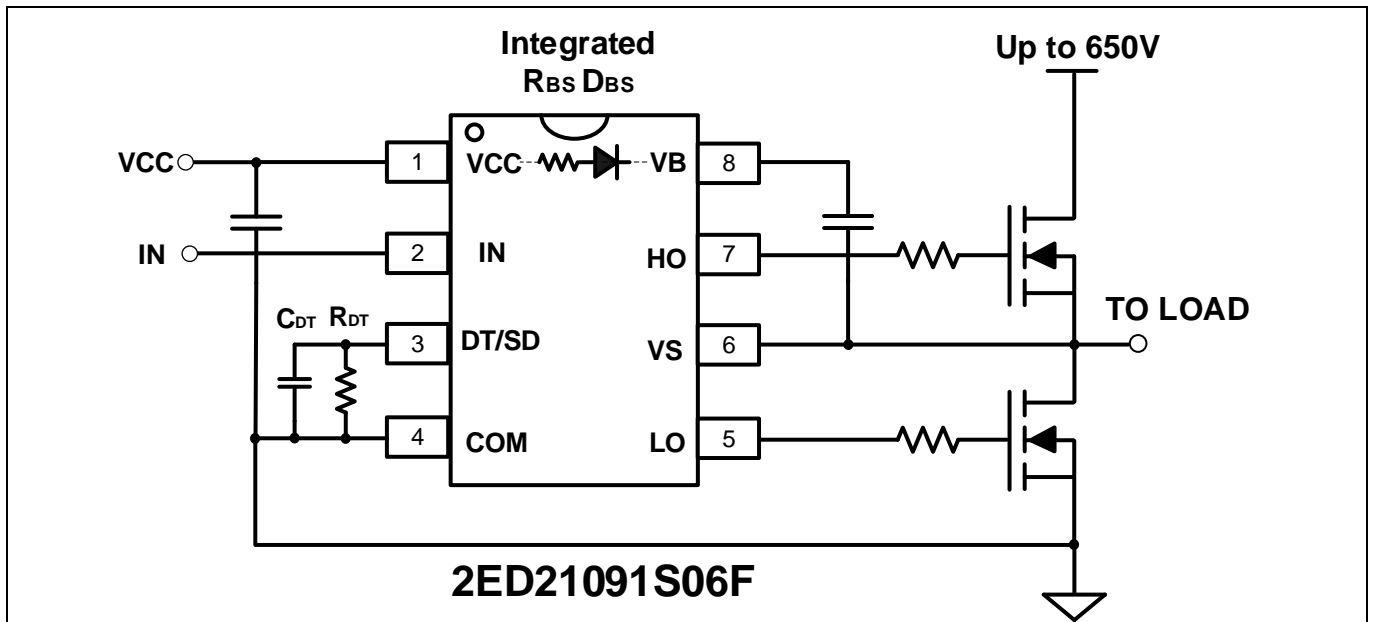 Integrated
RBS DBS
Up to 650V
VCC
1
VCC
VB
8
IN
2
IN
HO
7
CDT RDT
3
DT/SD
VS
6
TO LOAD
4
COM
LO
5
2ED21091S06F